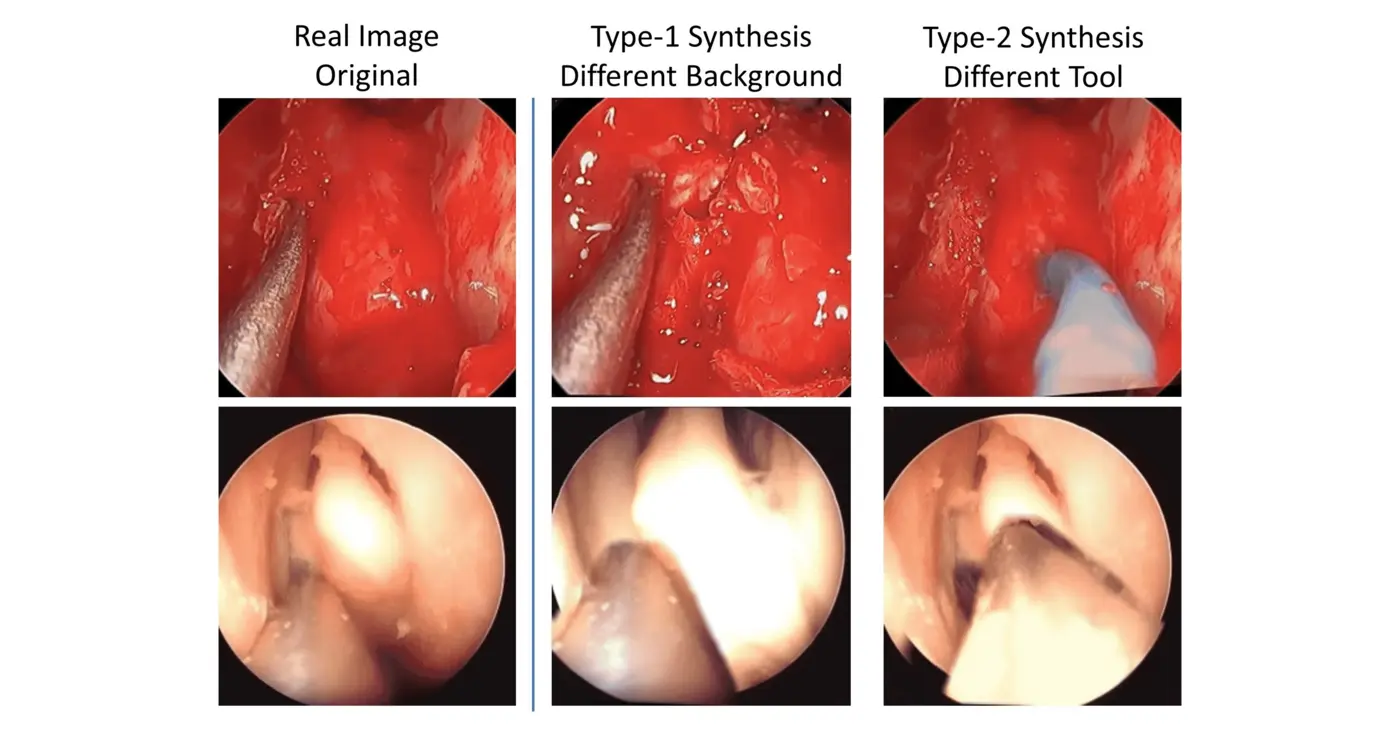 Real Image
Original
Type-1 Synthesis
Different Background
Type-2 Synthesis
Different Tool